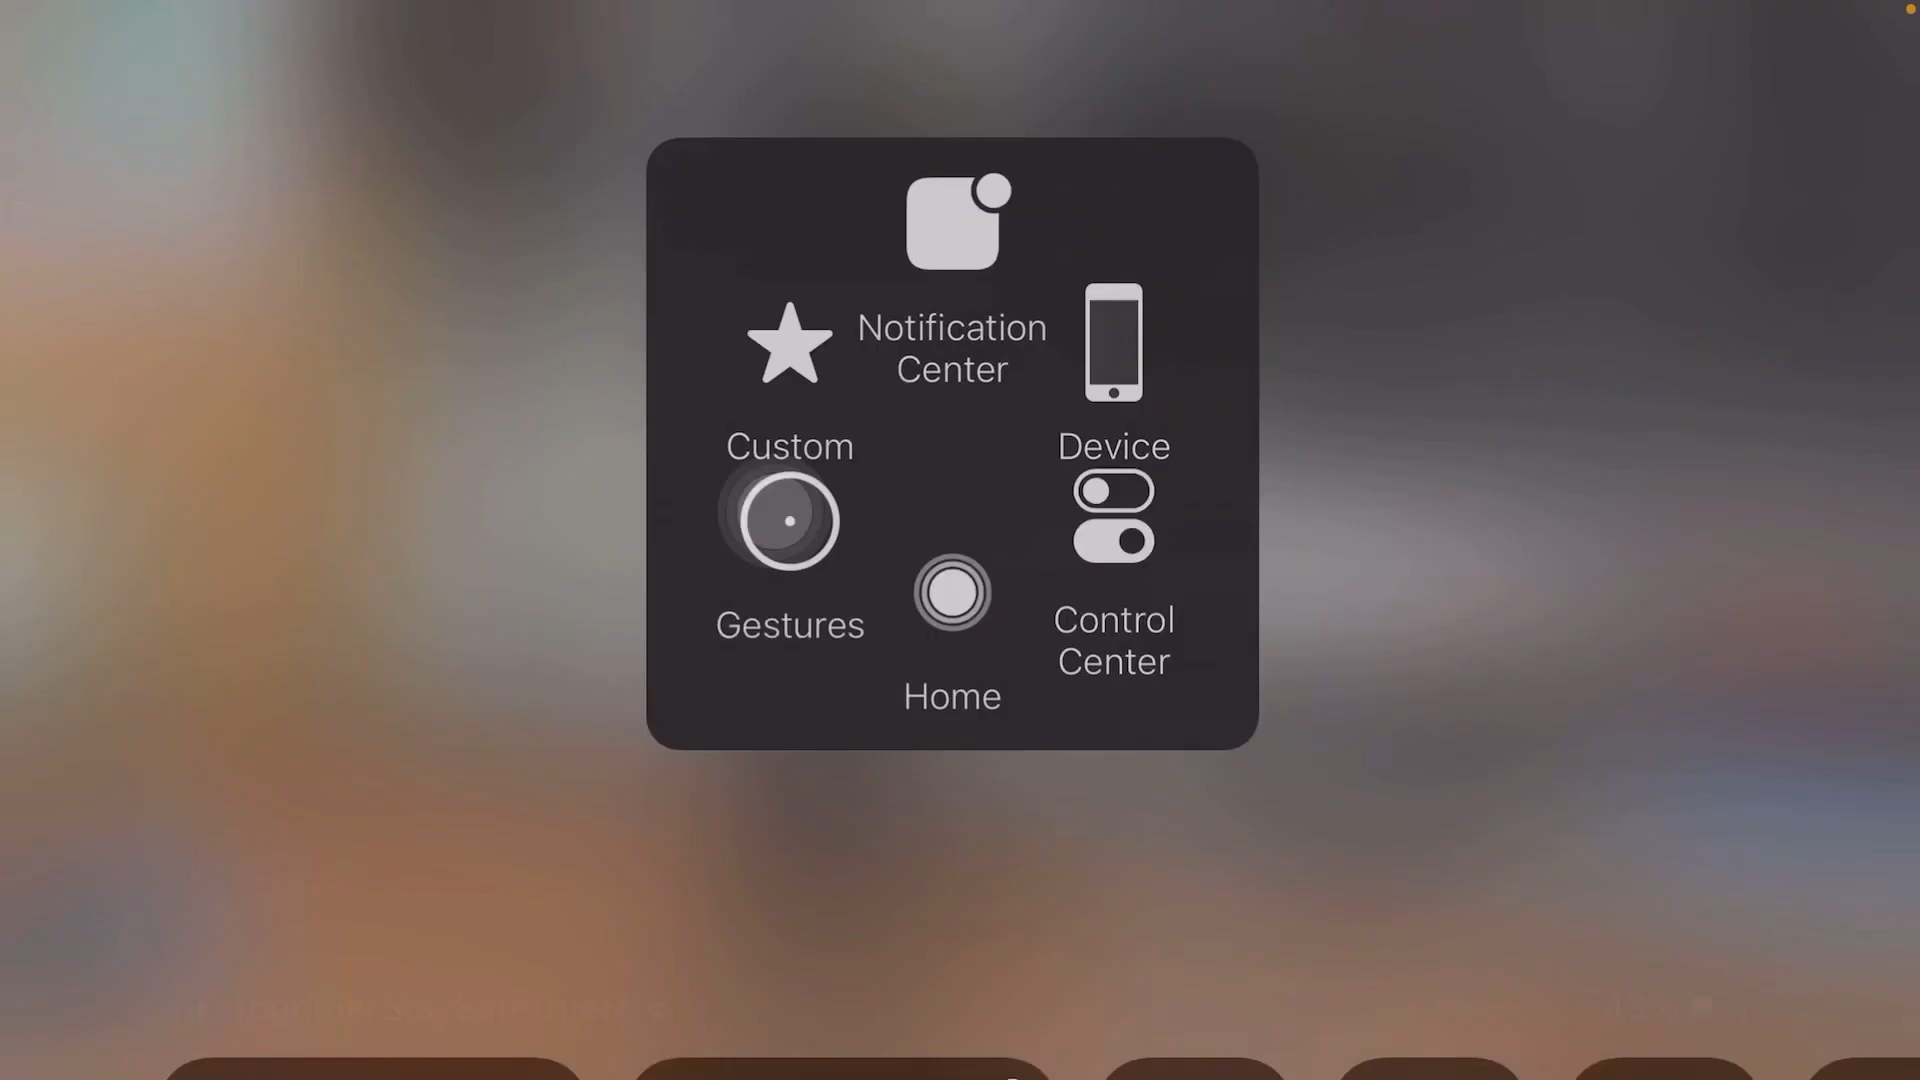 Notification
Center
Custom
Device
Gestures
Control
Center
Home